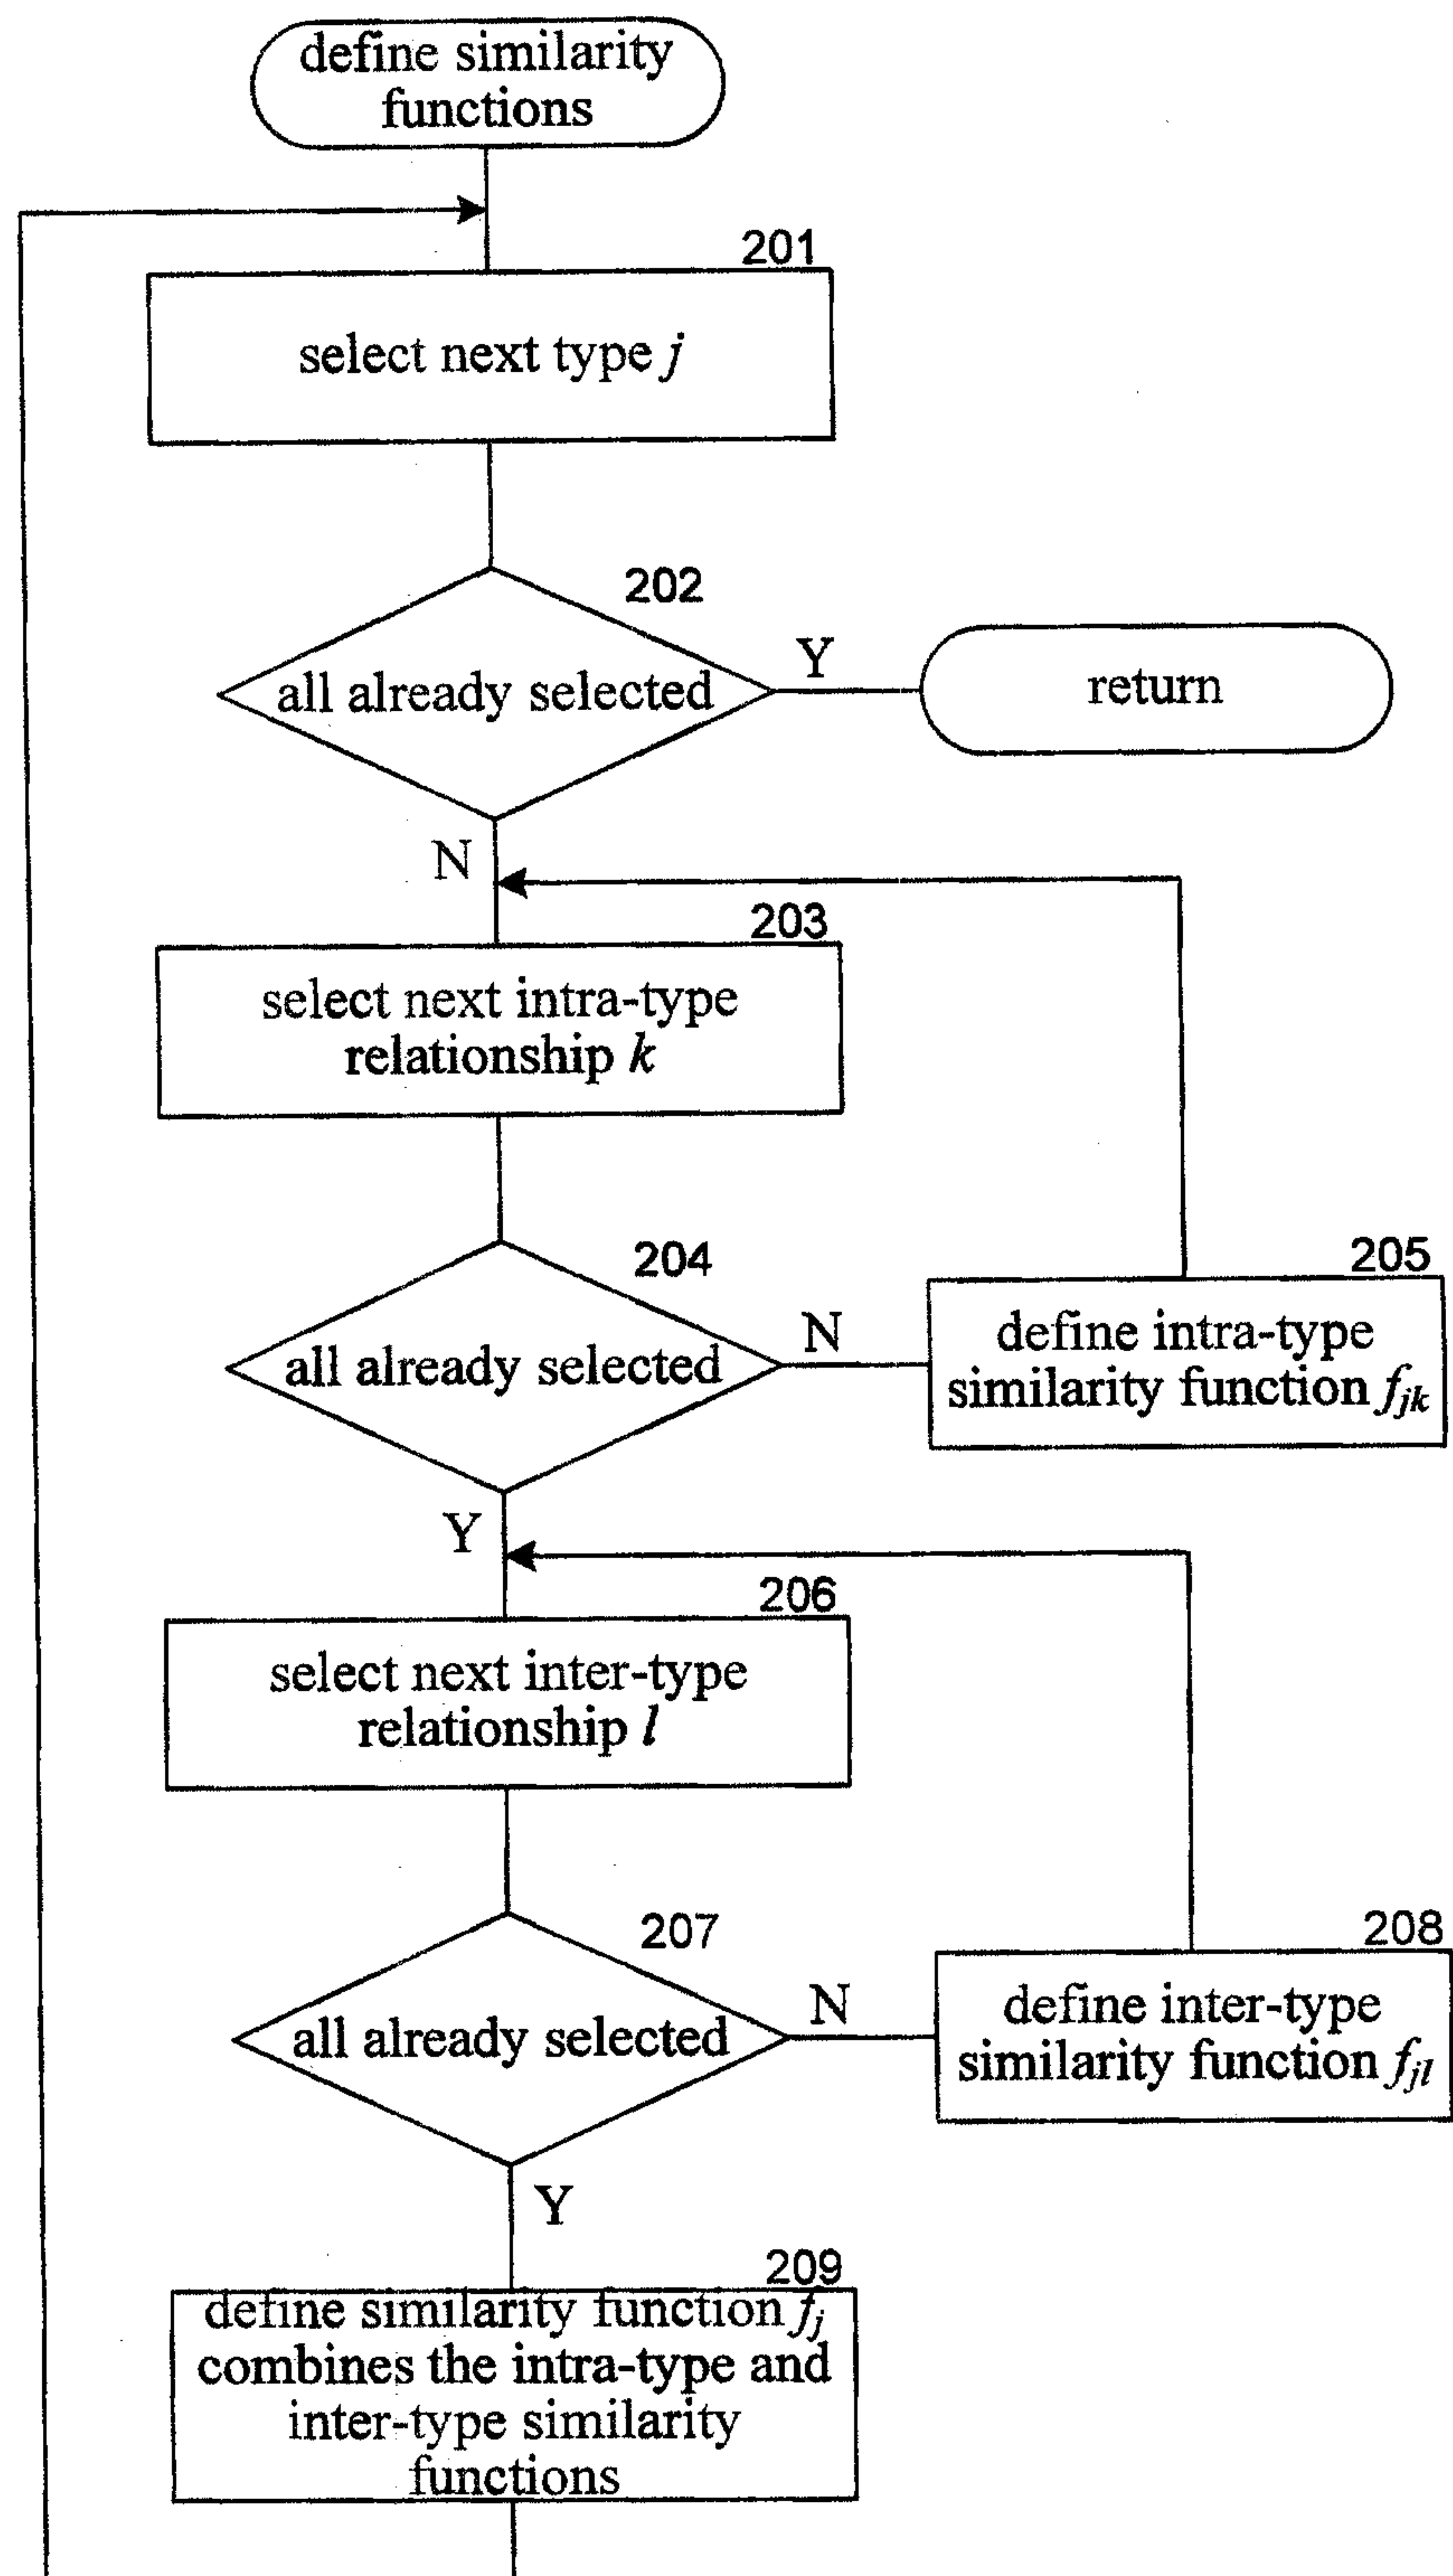 define similarity
functions
201
select next type j
202
all already selected
Y
return
N
203
select next intra-type
relationship k
204
all already selected
N
205
define intra-type
similarity function fjk
Y
206
select next inter-type
relationship l
207
all already selected
N
208
define inter-type
similarity function fjl
Y
209
define similarity function fj
combines the intra-type and
inter-type similarity
functions